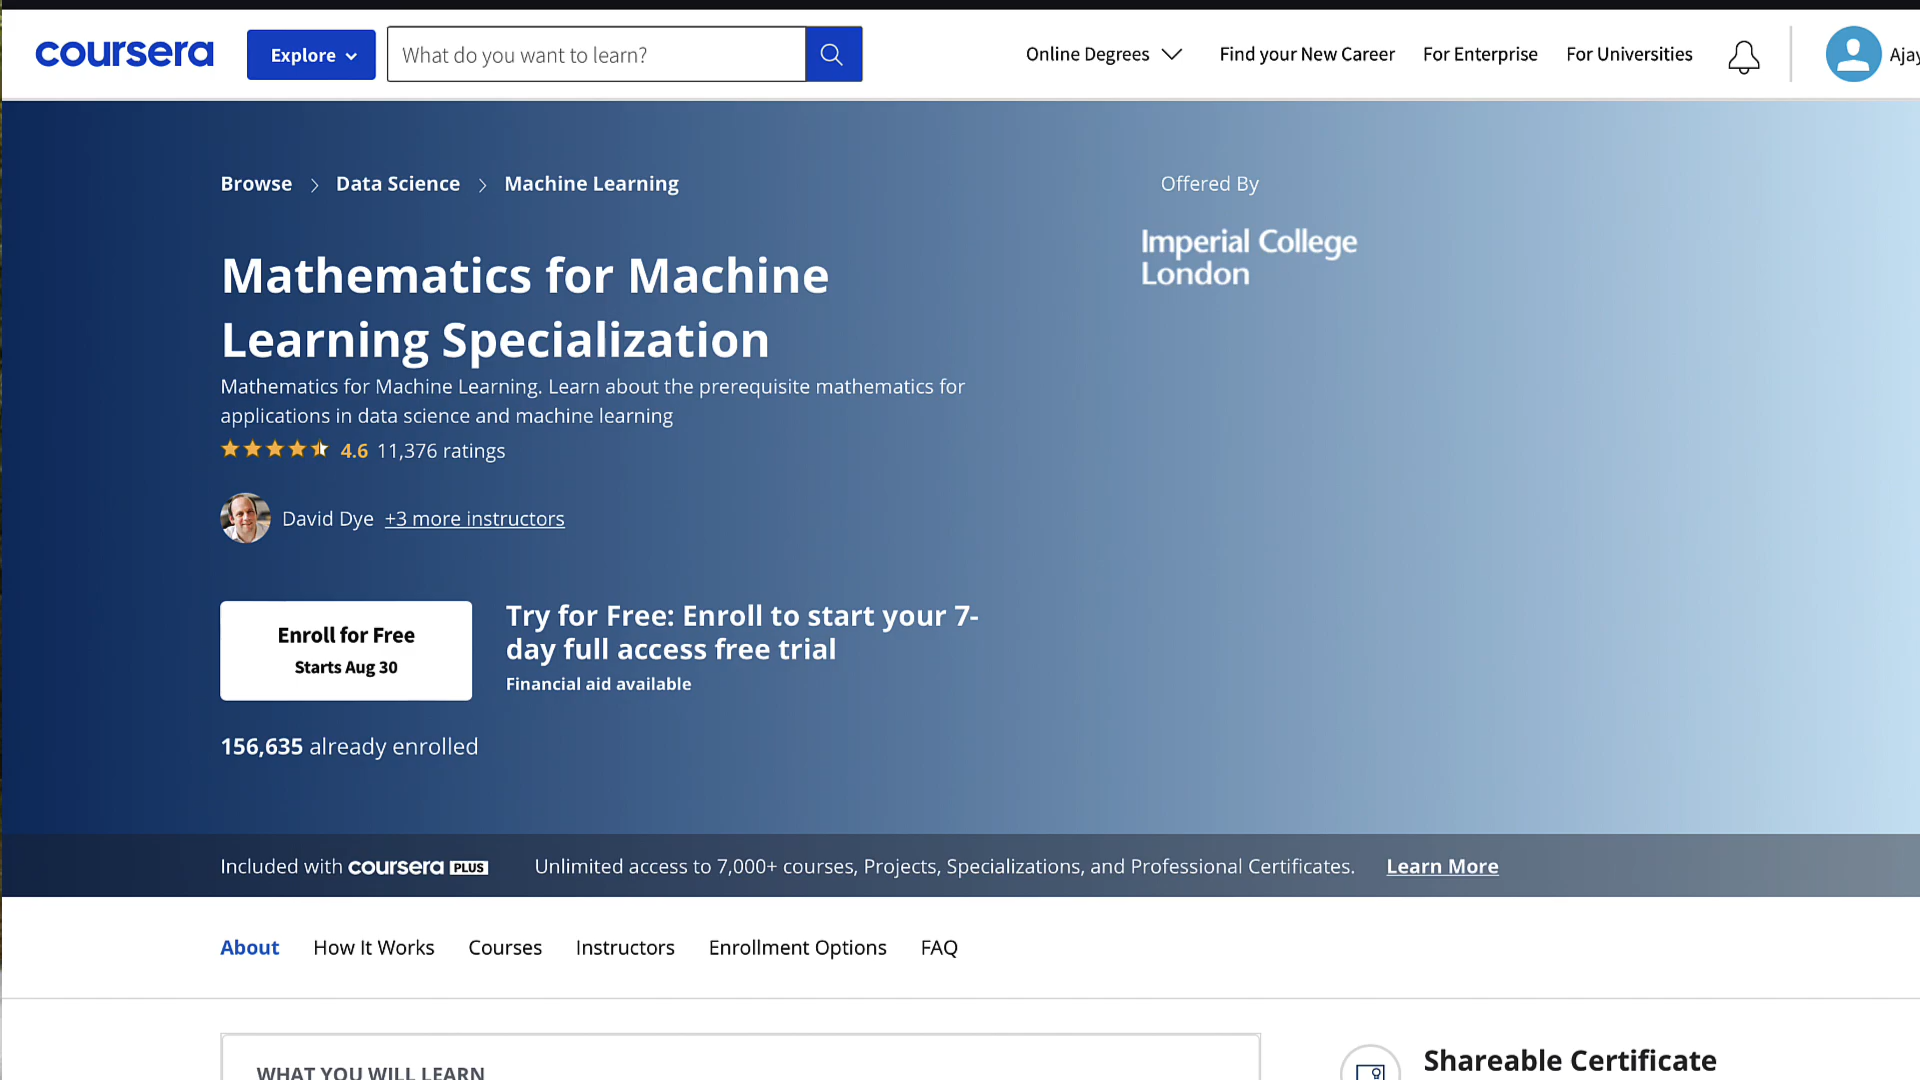 coursera
Explore
What do you want to learn?
Online Degrees
Find your New Career
For Enterprise
For Universities
Ajay
Browse > Data Science > Machine Learning
Offered By
Imperial College
London
Mathematics for Machine
Learning Specialization
Mathematics for Machine Learning. Learn about the prerequisite mathematics for
applications in data science and machine learning
4.6 11,376 ratings
David Dye +3 more instructors
Enroll for Free
Starts Aug 30
Try for Free: Enroll to start your 7-
day full access free trial
Financial aid available
156,635 already enrolled
Included with coursera PLUS
Unlimited access to 7,000+ courses, Projects, Specializations, and Professional Certificates.
Learn More
About
How It Works
Courses
Instructors
Enrollment Options
FAQ
WHAT YOU WILL LEARN
Shareable Certificate